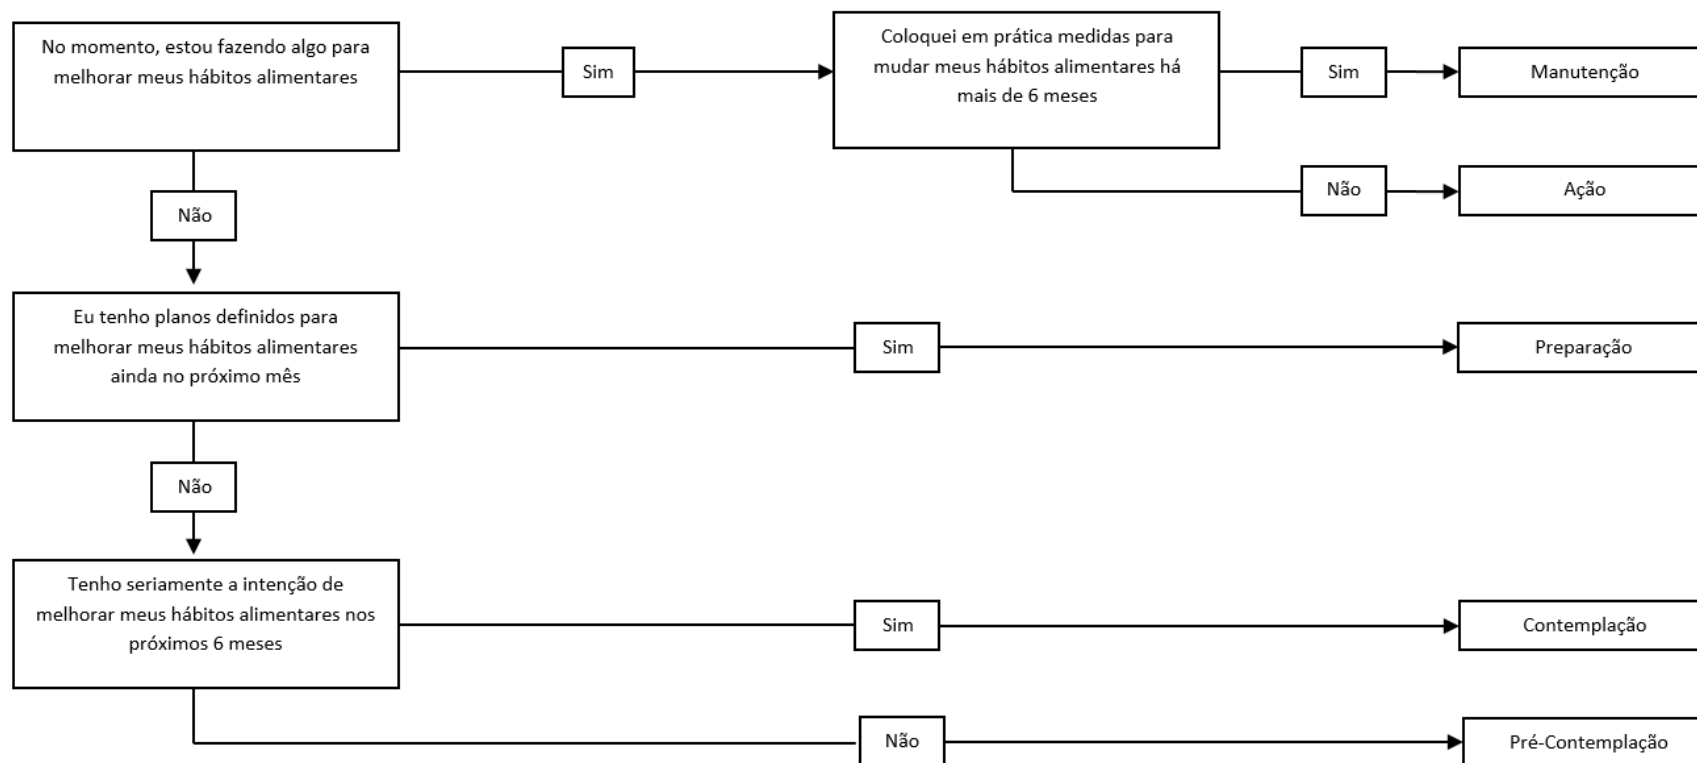 No momento, estou fazendo algo para
melhorar meus hábitos alimentares
Sim
Coloquei em prática medidas para
mudar meus hábitos alimentares há
mais de 6 meses
Sim
Manutenção
Não
Ação
Não
Eu tenho planos definidos para
melhorar meus hábitos alimentares
ainda no próximo mês
Sim
Preparação
Não
Tenho seriamente a intenção de
melhorar meus hábitos alimentares nos
próximos 6 meses
Sim
Contemplação
Não
Pré-Contemplação